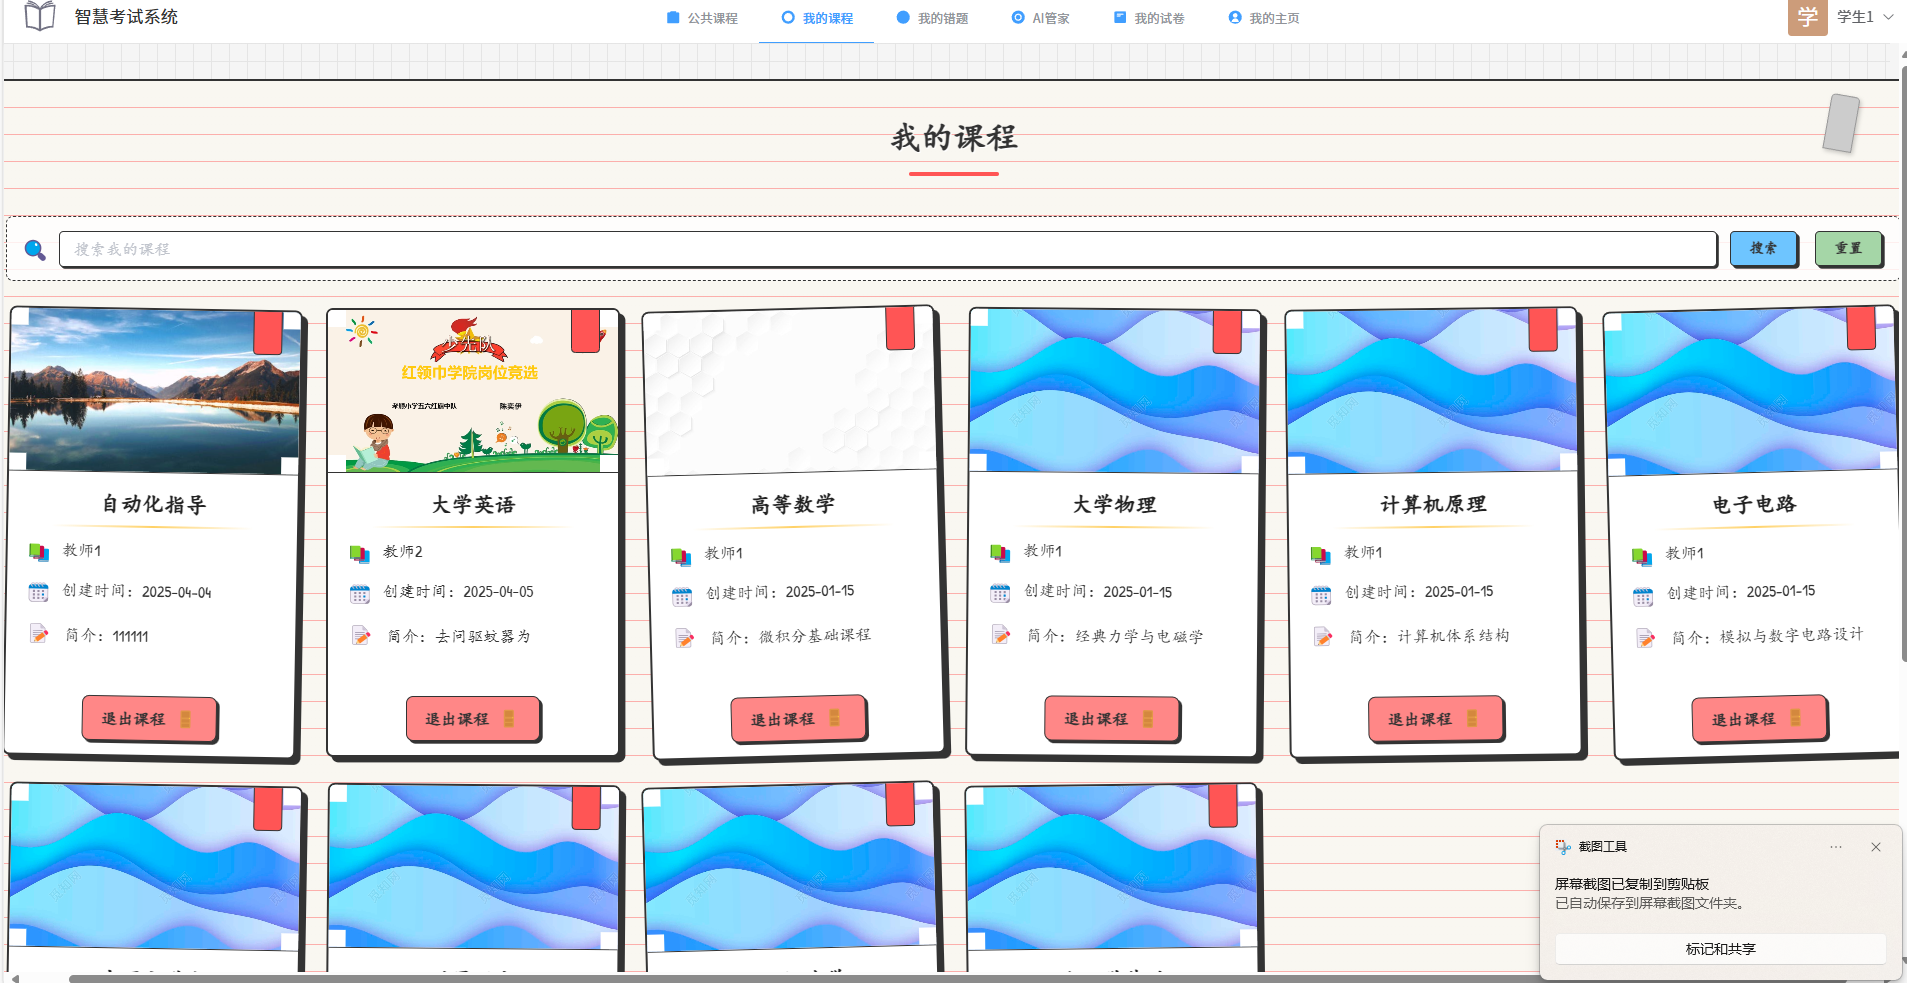 智慧考试系统
公共课程
我的课程
我的错题
AI管家
我的试卷
我的主页
学
学生1
我的课程
搜索我的课程
搜索
重置
少先队
红领巾学院岗位竞选
陈奕伊
自动化指导
教师1
创建时间：2025-04-04
简介：111111
退出课程
大学英语
教师2
创建时间：2025-04-05
简介：去问驱蚊器为
退出课程
高等数学
教师1
创建时间：2025-01-15
简介：微积分基础课程
退出课程
大学物理
教师1
创建时间：2025-01-15
简介：经典力学与电磁学
退出课程
计算机原理
教师1
创建时间：2025-01-15
简介：计算机体系结构
退出课程
电子电路
教师1
创建时间：2025-01-15
简介：模拟与数字电路设计
退出课程
截图工具
屏幕截图已复制到剪贴板
已自动保存到屏幕截图文件夹。
标记和共享